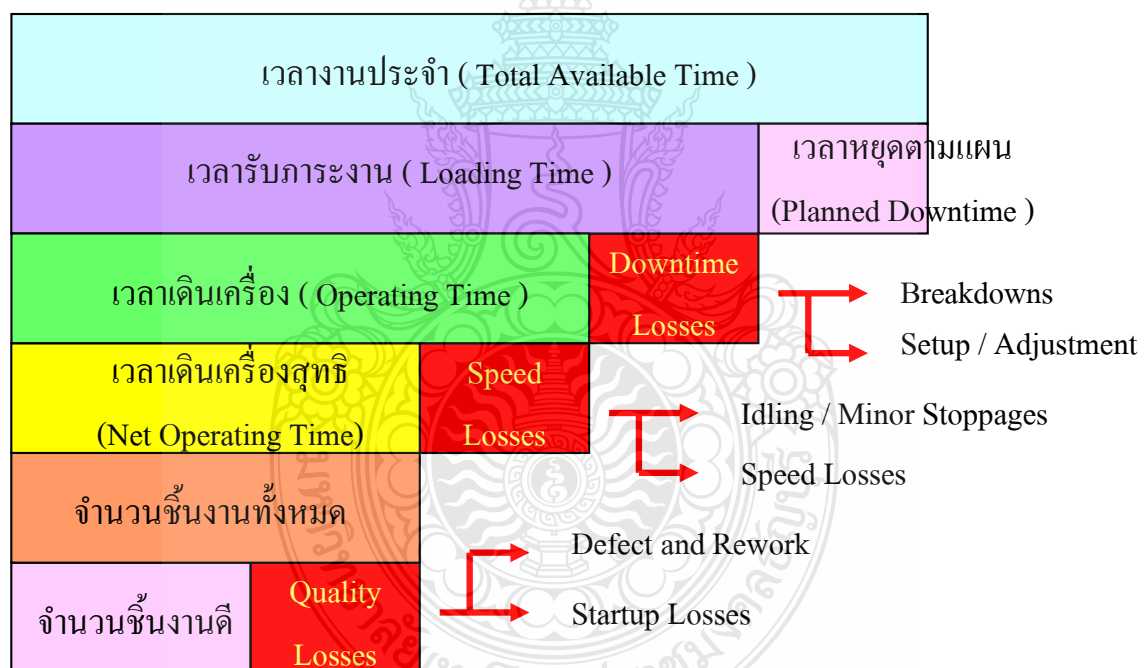 เวลางานประจำ ( Total Available Time )
เวลารับภาระงาน ( Loading Time )
เวลาหยุดตามแผน
(Planned Downtime )
เวลาเดินเครื่อง ( Operating Time )
Downtime
Losses
Breakdowns
Setup / Adjustment
เวลาเดินเครื่องสุทธิ
(Net Operating Time)
Speed
Losses
Idling / Minor Stoppages
Speed Losses
จำนวนชิ้นงานทั้งหมด
Defect and Rework
จำนวนชิ้นงานดี
Quality
Losses
Startup Losses